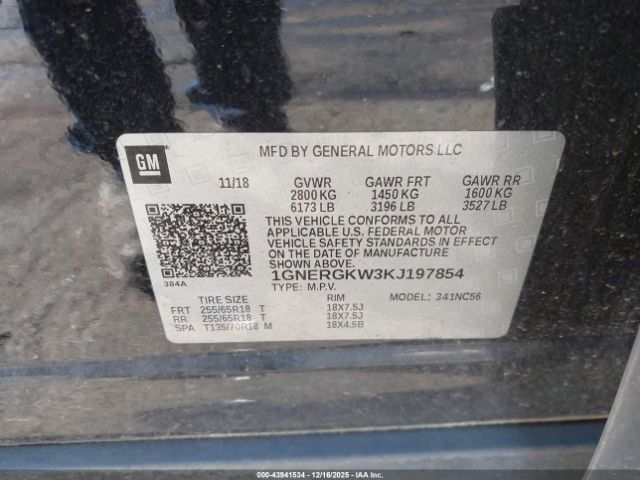 GM
MFD BY GENERAL MOTORS LLC
11/18 GVWR GAWR FRT GAWR RR
2800 KG 1450 KG 1600 KG
6173 LB 3196 LB 3527 LB
THIS VEHICLE CONFORMS TO ALL
APPLICABLE U.S. FEDERAL MOTOR
VEHICLE SAFETY STANDARDS IN EFFECT
ON THE DATE OF MANUFACTURE
SHOWN ABOVE.
384A
1GNERGKW3KJ197854
TYPE: M.P.V. MODEL: 341NC56
TIRE SIZE RIM
FRT 255/65R18 T 18X7.5J
RR 255/65R18 T 18X7.5J
SPA T135/70R18 M 18X4.5B
000-43941534 - 12/16/2025 - IAAI.COM